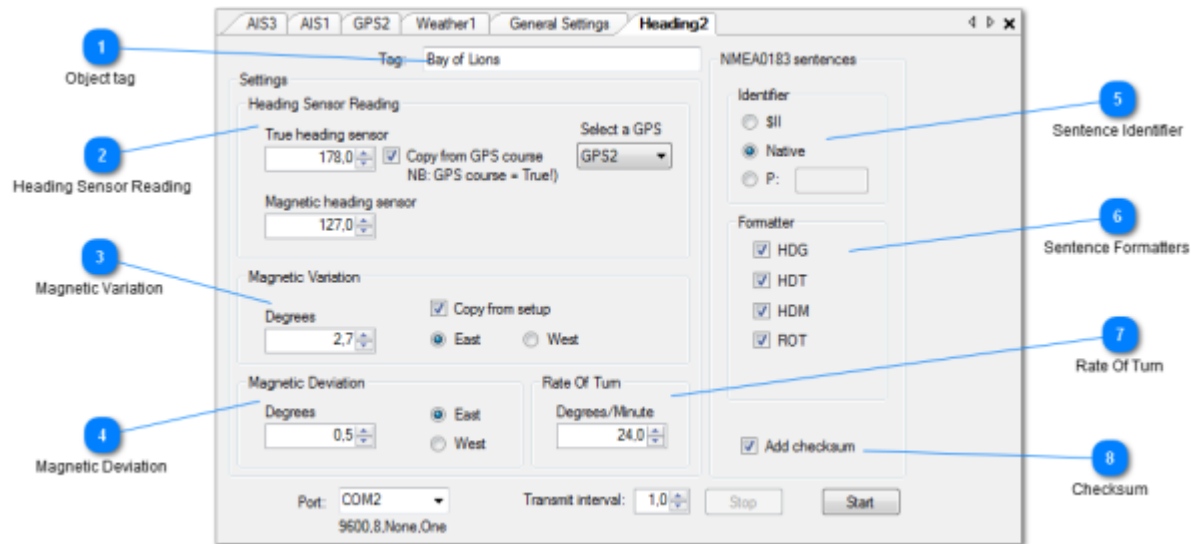 AIS3 AIS1 GPS2 Weather1 General Settings Heading2
1
Object tag
Tag: Bay of Lions
Settings
Heading Sensor Reading
True heading sensor
178,0
Copy from GPS course
NB: GPS course = True!)
Select a GPS
GPS2
Magnetic heading sensor
127,0
2
Heading Sensor Reading
Magnetic Variation
Degrees
2,7
Copy from setup
East West
3
Magnetic Variation
Magnetic Deviation
Degrees
0,5
East
West
4
Magnetic Deviation
Rate Of Turn
Degrees/Minute
24,0
NMEA0183 sentences
Identifier
$II
Native
P:
5
Sentence Identifier
Formatter
HDG
HDT
HDM
ROT
6
Sentence Formatters
7
Rate Of Turn
Add checksum
8
Checksum
Port: COM2
9600,8,None,One
Transmit interval: 1,0
Stop
Start